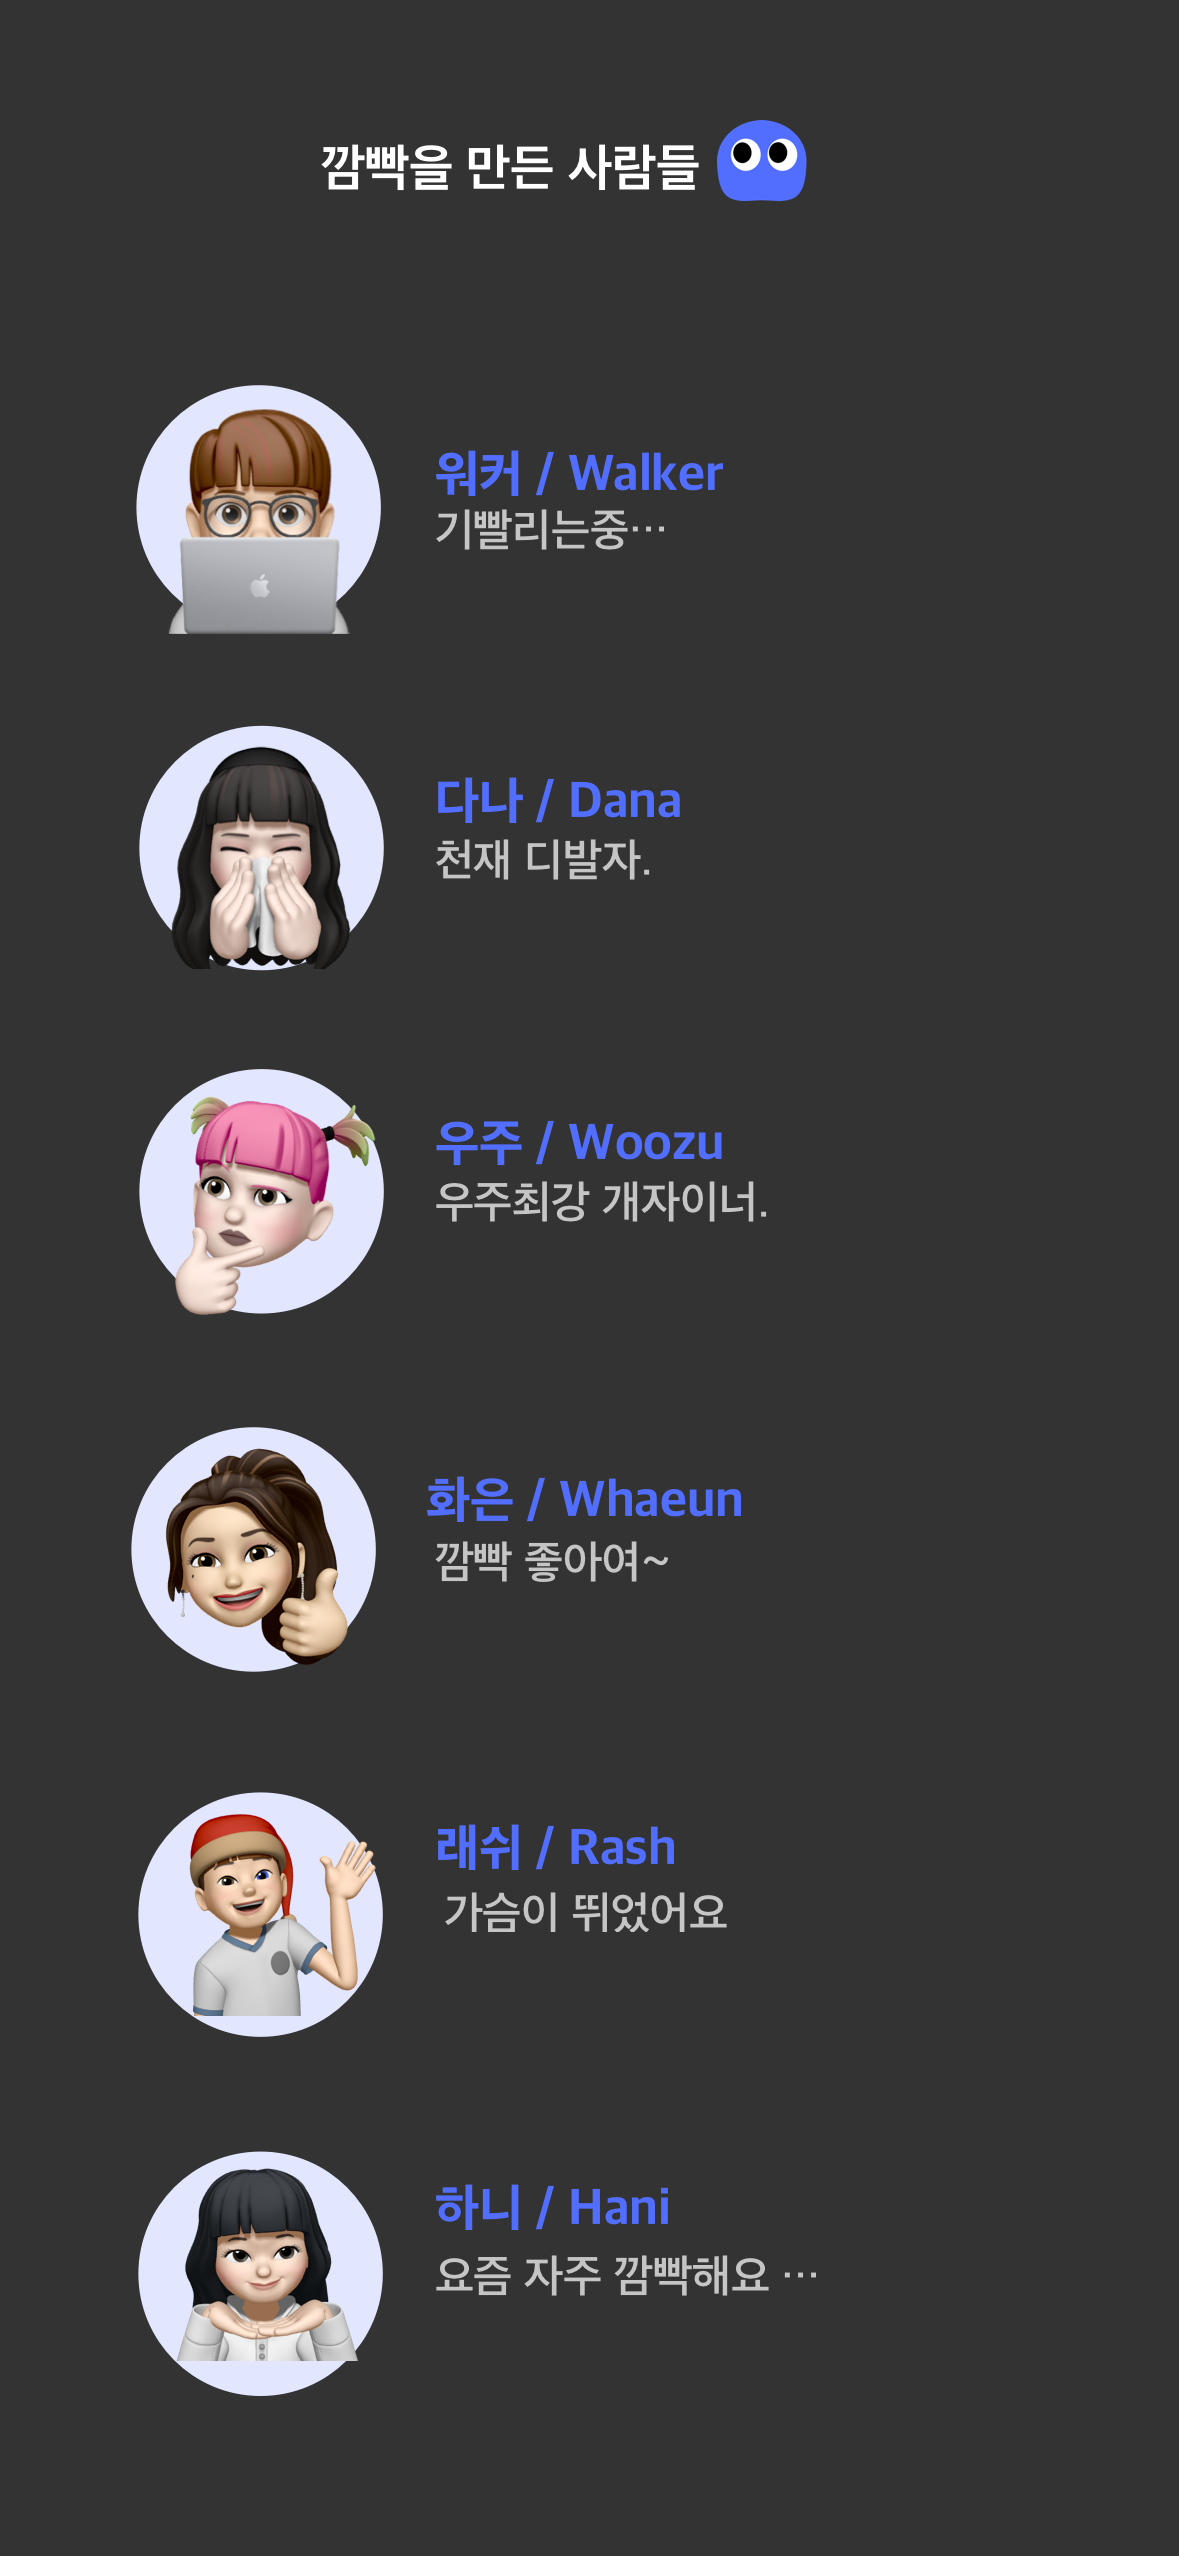 깜빡을 만든 사람들
워커 / Walker
기빨리는중…
다나 / Dana
천재 디발자.
우주 / Woozu
우주최강 개자이너.
화은 / Whaeun
깜빡 좋아여~
래쉬 / Rash
가슴이 뛰었어요
하니 / Hani
요즘 자주 깜빡해요 …